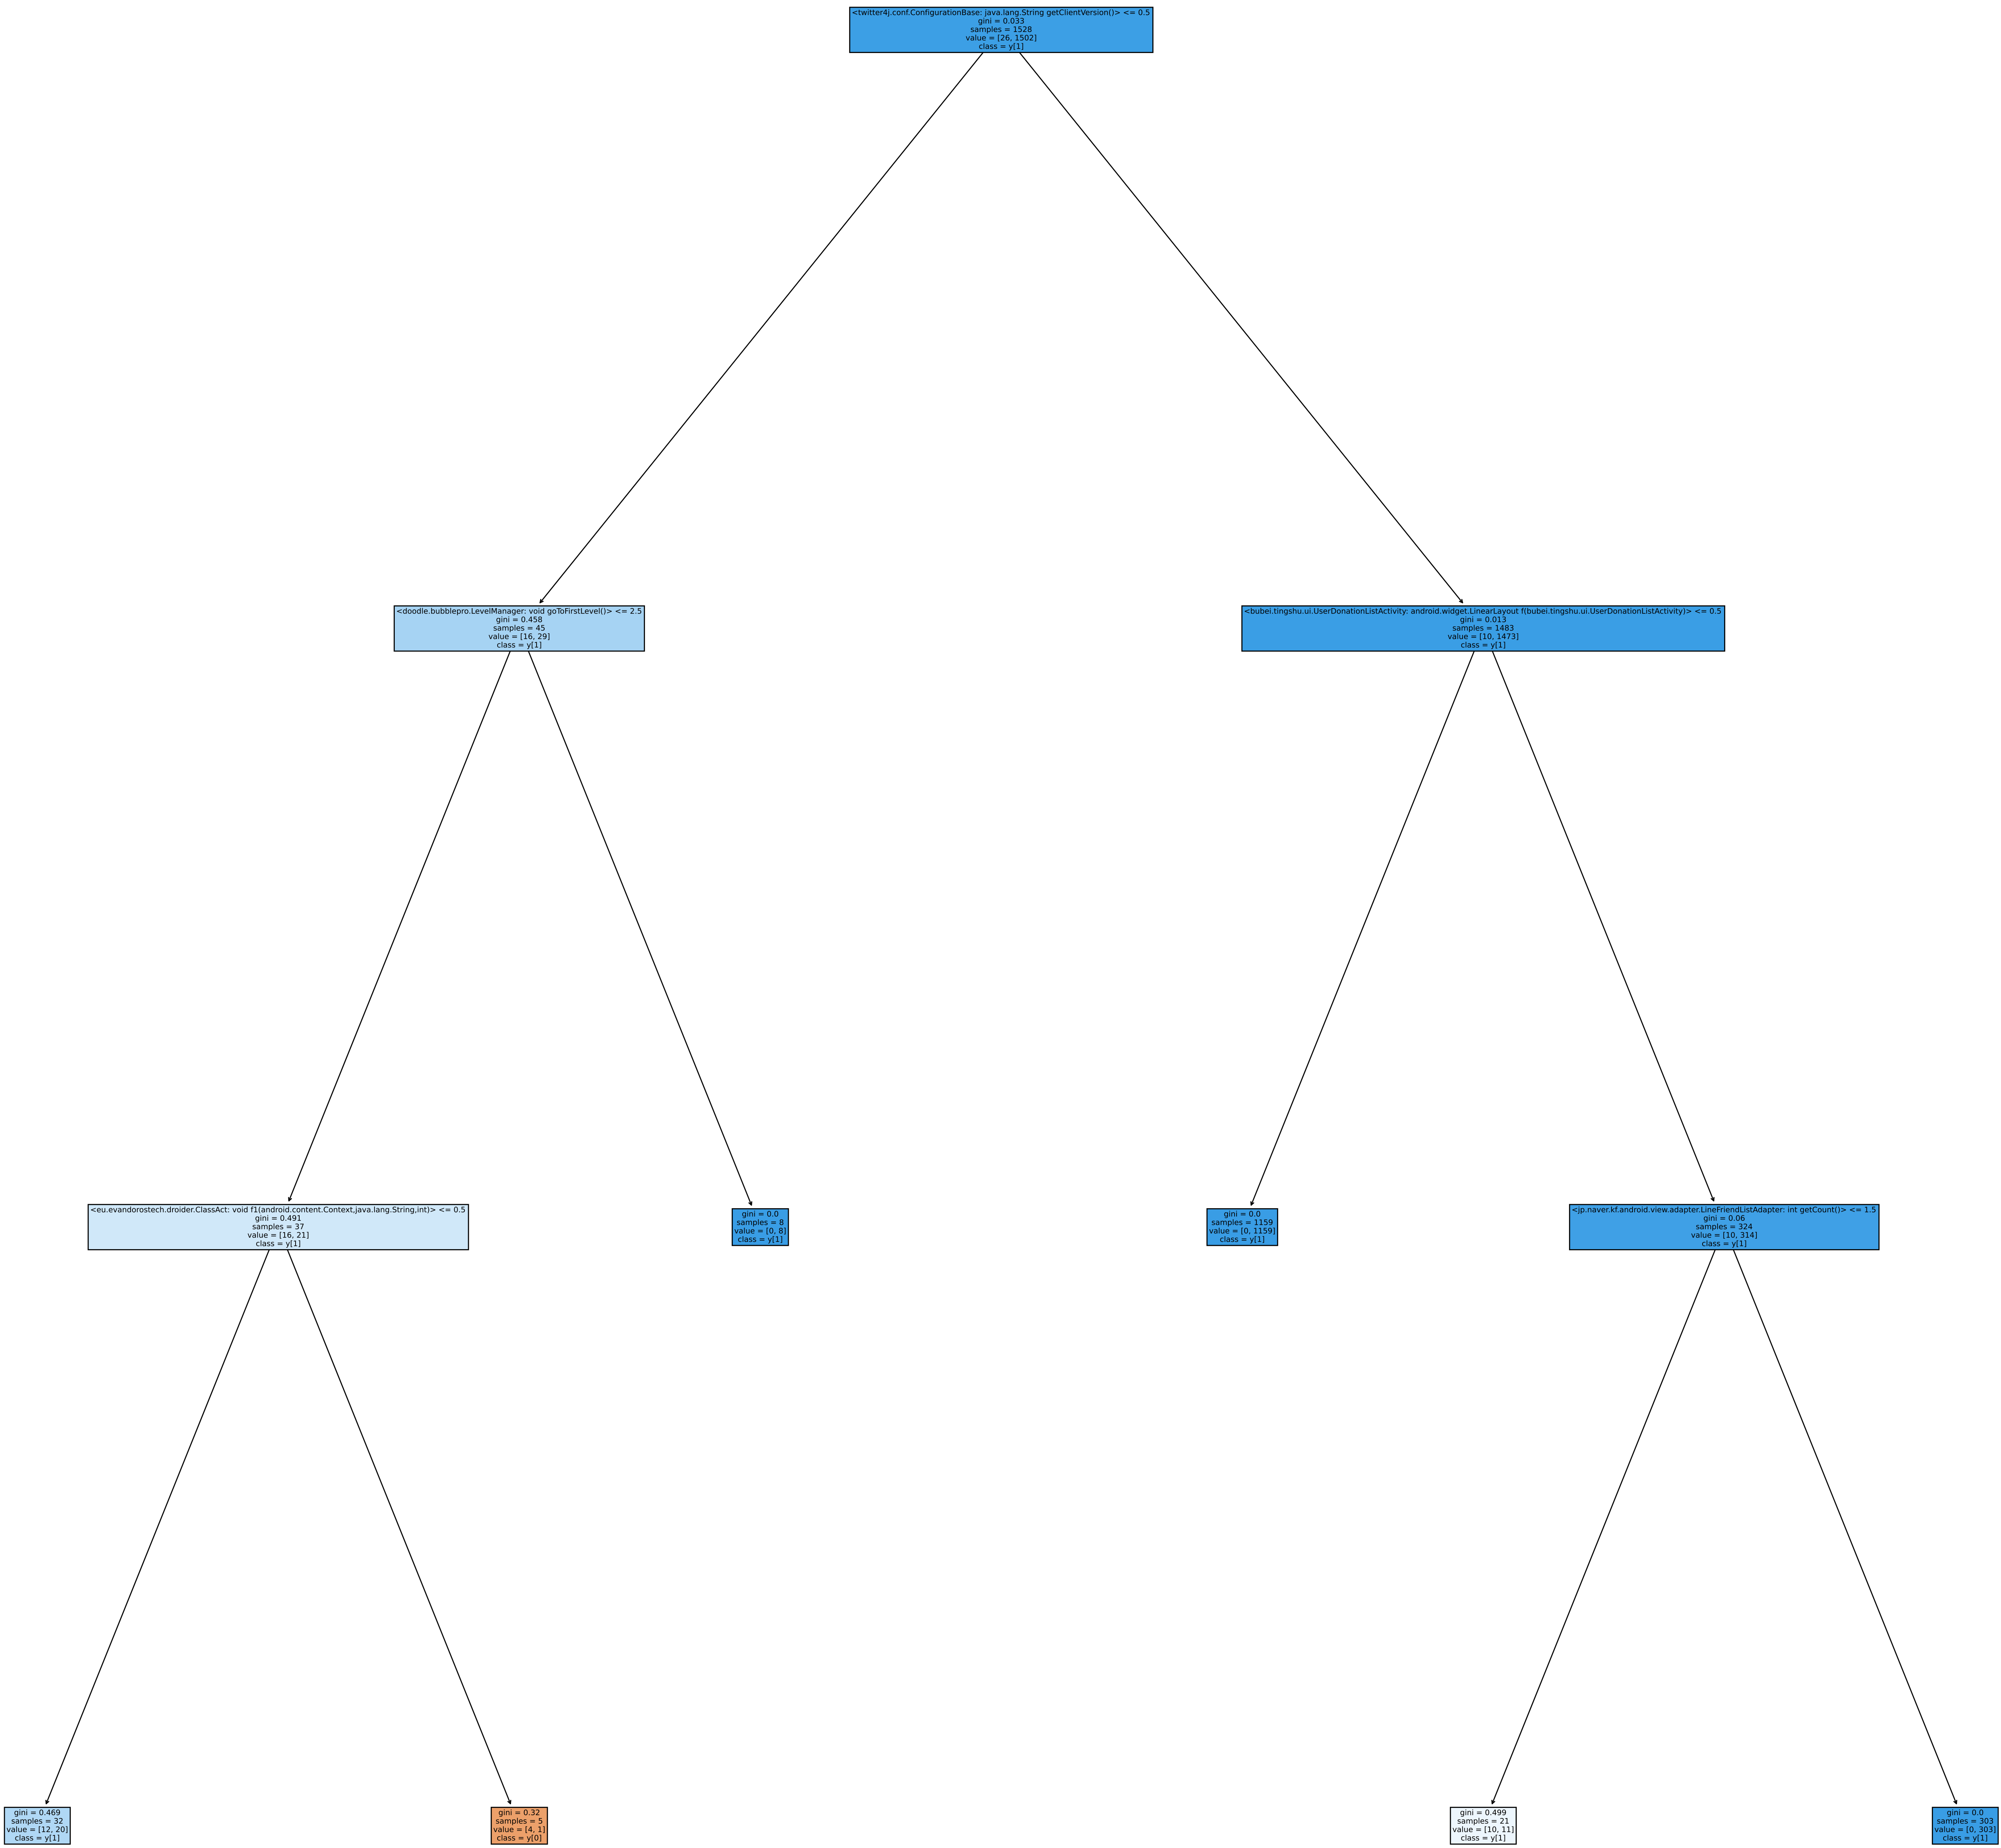 <twitter4j.conf.ConfigurationBase: java.lang.String getClientVersion()> <= 0.5
gini = 0.033
samples = 1528
value = [26, 1502]
class = y[1]
<doodle.bubblepro.LevelManager: void goToFirstLevel()> <= 2.5
gini = 0.458
samples = 45
value = [16, 29]
class = y[1]
<bubei.tingshu.ui.UserDonationListActivity: android.widget.LinearLayout f(bubei.tingshu.ui.UserDonationListActivity)> <= 0.5
gini = 0.013
samples = 1483
value = [10, 1473]
class = y[1]
<eu.evandorostech.droider.ClassAct: void f1(android.content.Context,java.lang.String,int)> <= 0.5
gini = 0.491
samples = 37
value = [16, 21]
class = y[1]
gini = 0.0
samples = 8
value = [0, 8]
class = y[1]
gini = 0.0
samples = 1159
value = [0, 1159]
class = y[1]
<jp.naver.kf.android.view.adapter.LineFriendListAdapter: int getCount()> <= 1.5
gini = 0.06
samples = 324
value = [10, 314]
class = y[1]
gini = 0.469
samples = 32
value = [12, 20]
class = y[1]
gini = 0.32
samples = 5
value = [4, 1]
class = y[0]
gini = 0.499
samples = 21
value = [10, 11]
class = y[1]
gini = 0.0
samples = 303
value = [0, 303]
class = y[1]